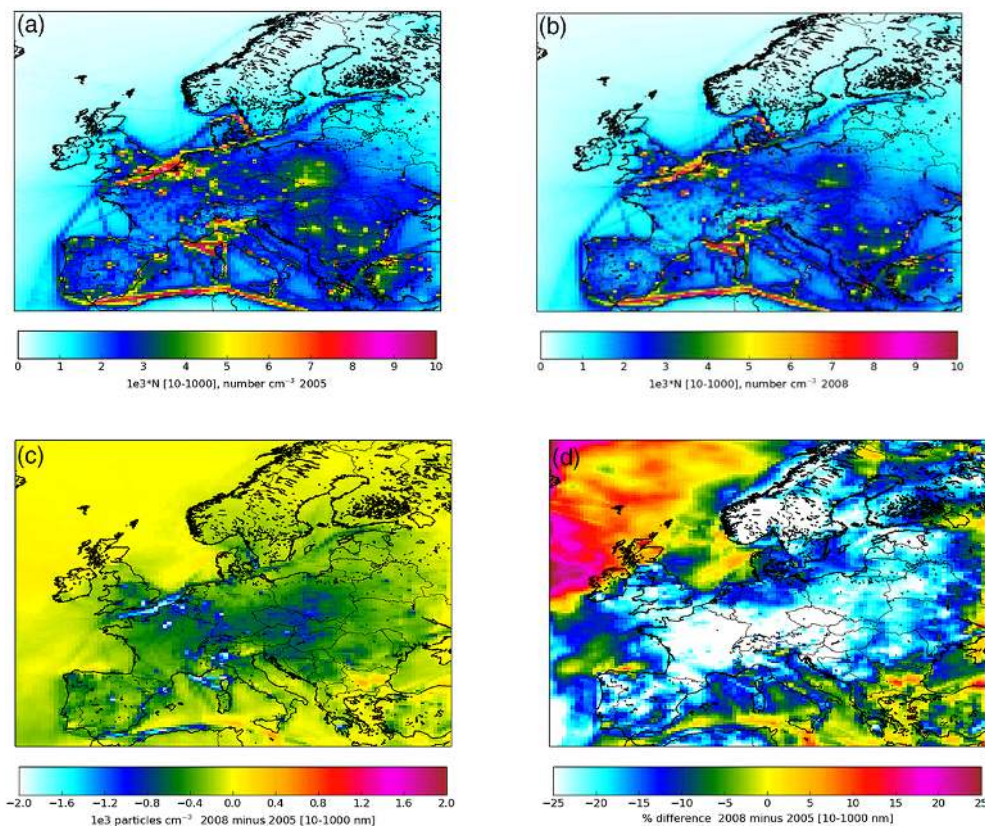 (a)
(b)
0 1 2 3 4 5 6 7 8 9 10
1e3*N [10-1000], number cm⁻³ 2005
0 1 2 3 4 5 6 7 8 9 10
1e3*N [10-1000], number cm⁻³ 2008
(c)
(d)
−2.0 −1.6 −1.2 −0.8 −0.4 0.0 0.4 0.8 1.2 1.6 2.0
1e3 particles cm⁻³ 2008 minus 2005 [10-1000 nm]
−25 −20 −15 −10 −5 0 5 10 15 20 25
% difference 2008 minus 2005 [10-1000 nm]